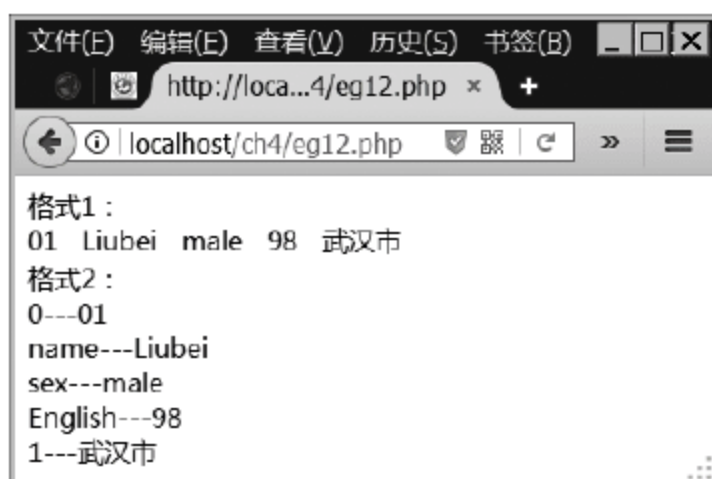 文件(F) 编辑(E) 查看(V) 历史(S) 书签(B)
http://loca...4/eg12.php × +
localhost/ch4/eg12.php
格式1：
01 Liubei male 98 武汉市
格式2：
0---01
name---Liubei
sex---male
English---98
1---武汉市